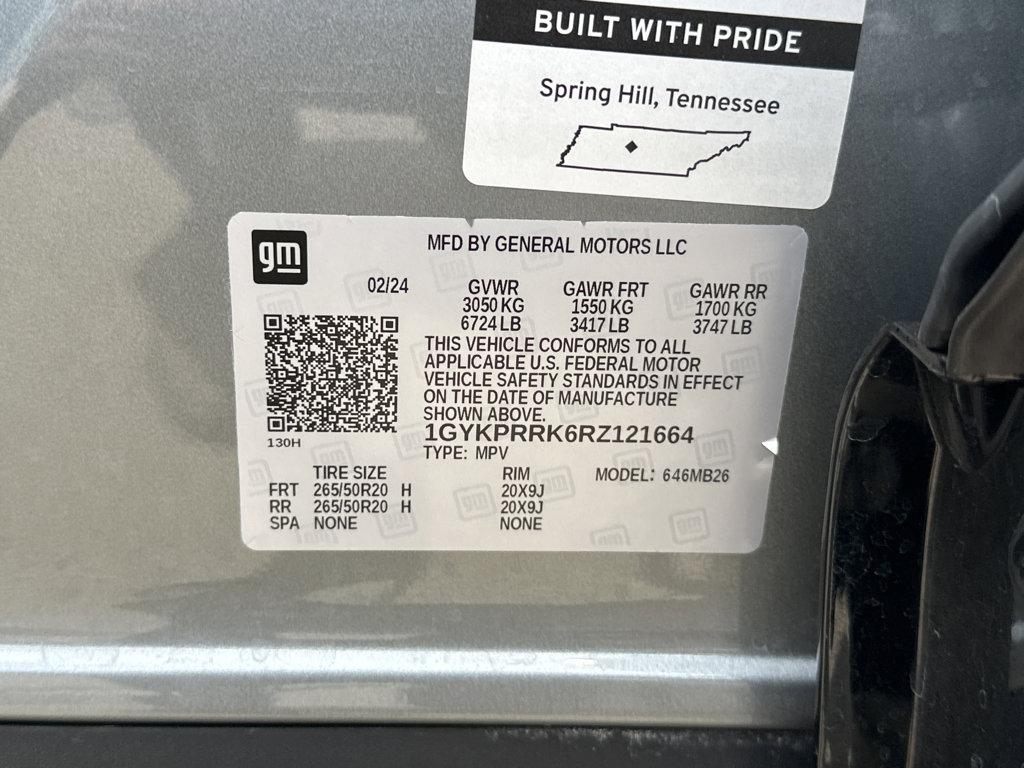 BUILT WITH PRIDE
Spring Hill, Tennessee
gm
MFD BY GENERAL MOTORS LLC
02/24 GVWR GAWR FRT GAWR RR
3050 KG 1550 KG 1700 KG
6724 LB 3417 LB 3747 LB
THIS VEHICLE CONFORMS TO ALL
APPLICABLE U.S. FEDERAL MOTOR
VEHICLE SAFETY STANDARDS IN EFFECT
ON THE DATE OF MANUFACTURE
SHOWN ABOVE.
1GYKPRRK6RZ121664
130H
TYPE: MPV
TIRE SIZE RIM MODEL: 646MB26
FRT 265/50R20 H 20X9J
RR 265/50R20 H 20X9J
SPA NONE NONE